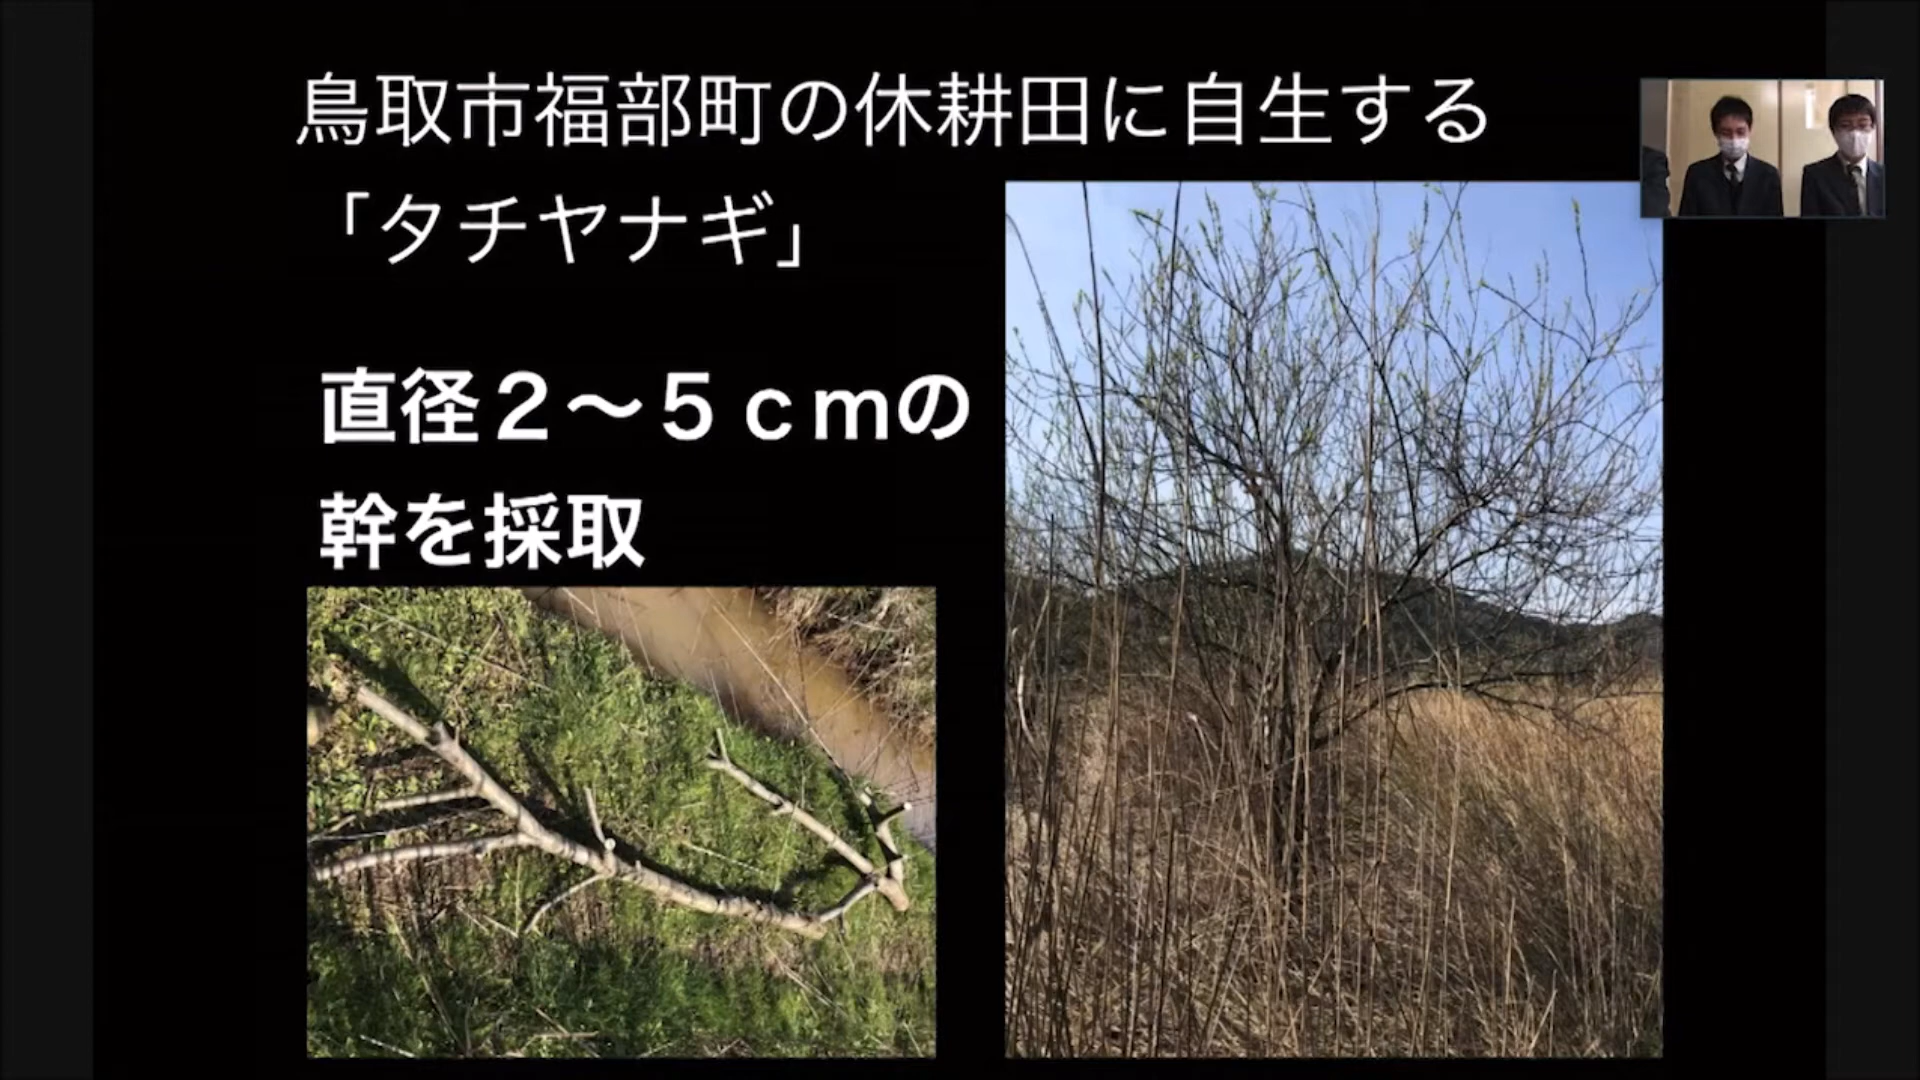 鳥取市福部町の休耕田に自生する
「タチヤナギ」
直径２～５ｃｍの
幹を採取